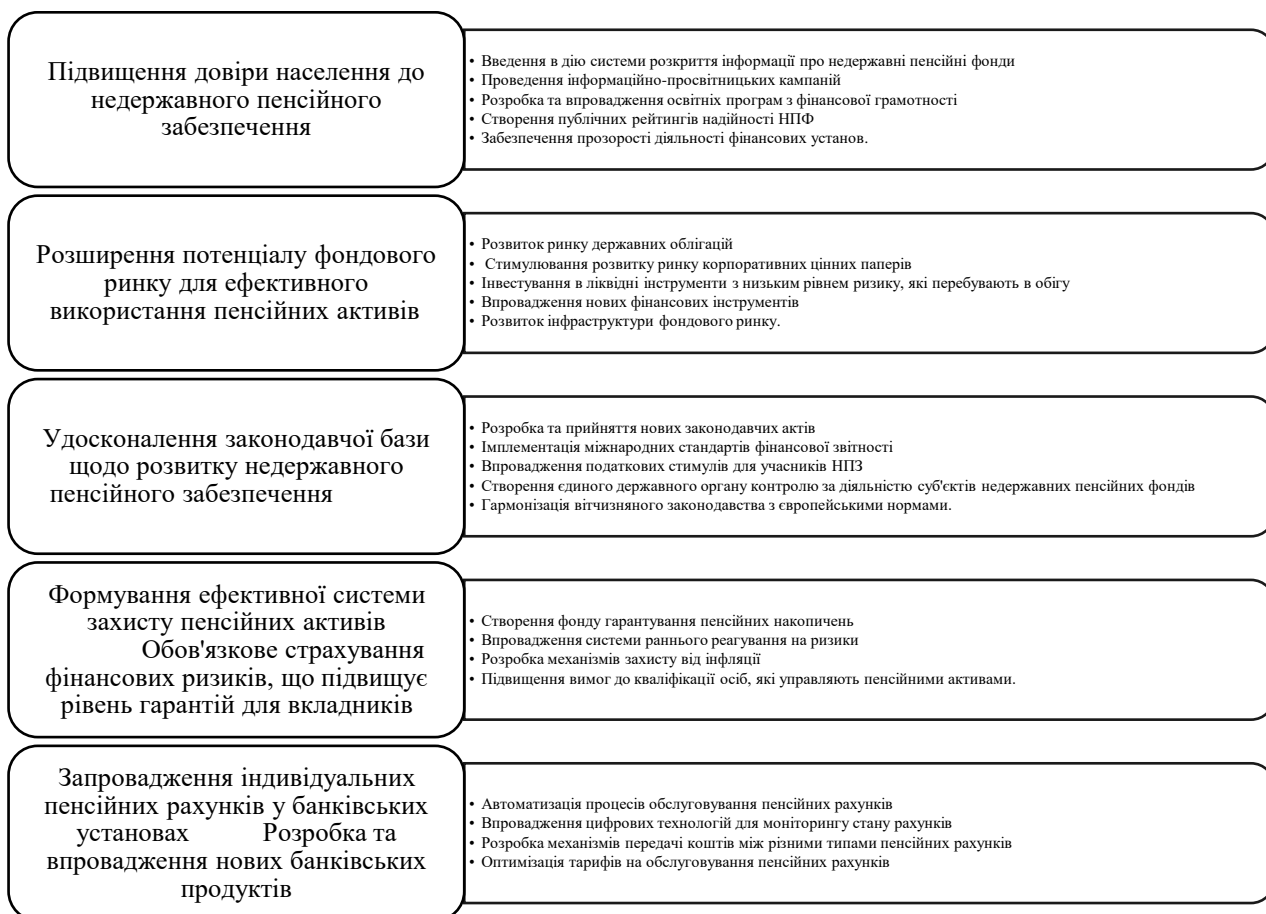 Підвищення довіри населення до
недержавного пенсійного
забезпечення
• Введення в дію системи розкриття інформації про недержавні пенсійні фонди
• Проведення інформаційно-просвітницьких кампаній
• Розробка та впровадження освітніх програм з фінансової грамотності
• Створення публічних рейтингів надійності НПФ
• Забезпечення прозорості діяльності фінансових установ.
Розширення потенціалу фондового
ринку для ефективного
використання пенсійних активів
• Розвиток ринку державних облігацій
• Стимулювання розвитку ринку корпоративних цінних паперів
• Інвестування в ліквідні інструменти з низьким рівнем ризику, які перебувають в обігу
• Впровадження нових фінансових інструментів
• Розвиток інфраструктури фондового ринку.
Удосконалення законодавчої бази
щодо розвитку недержавного
пенсійного забезпечення
• Розробка та прийняття нових законодавчих актів
• Імплементація міжнародних стандартів фінансової звітності
• Впровадження податкових стимулів для учасників НПЗ
• Створення єдиного державного органу контролю за діяльністю суб'єктів недержавних пенсійних фондів
• Гармонізація вітчизняного законодавства з європейськими нормами.
Формування ефективної системи
захисту пенсійних активів
Обов'язкове страхування
фінансових ризиків, що підвищує
рівень гарантій для вкладників
• Створення фонду гарантування пенсійних накопичень
• Впровадження системи раннього реагування на ризики
• Розробка механізмів захисту від інфляції
• Підвищення вимог до кваліфікації осіб, які управляють пенсійними активами.
Запровадження індивідуальних
пенсійних рахунків у банківських
установах Розробка та
впровадження нових банківських
продуктів
• Автоматизація процесів обслуговування пенсійних рахунків
• Впровадження цифрових технологій для моніторингу стану рахунків
• Розробка механізмів передачі коштів між різними типами пенсійних рахунків
• Оптимізація тарифів на обслуговування пенсійних рахунків